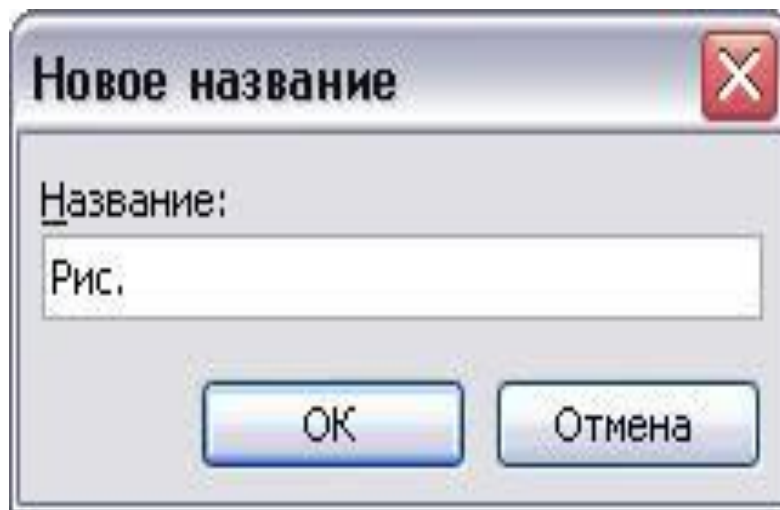 Новое название
Название:
Рис.
ОК
Отмена